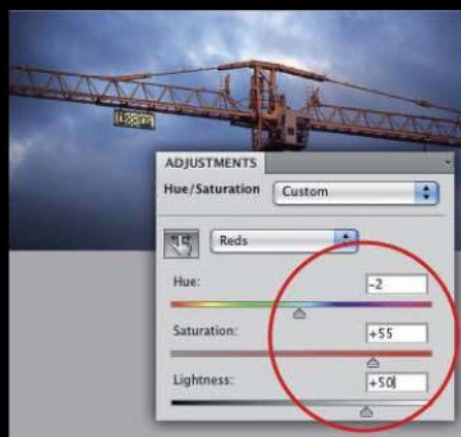 ADJUSTMENTS
Hue/Saturation Custom
Reds
Hue: -2
Saturation: +55
Lightness: +50